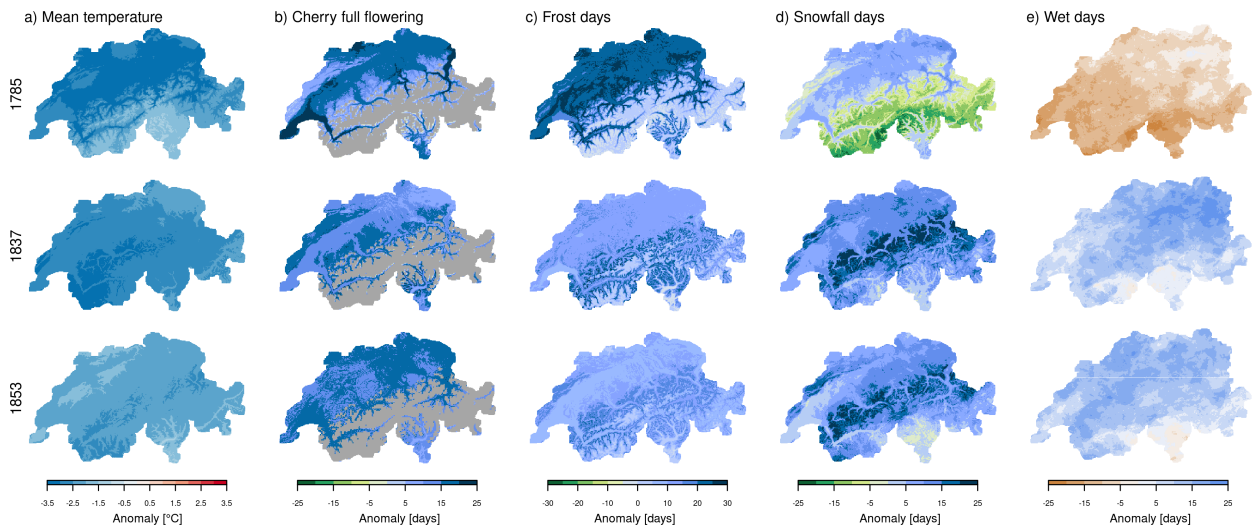 a) Mean temperature
b) Cherry full flowering
c) Frost days
d) Snowfall days
e) Wet days
1785
1837
1853
-3.5 -2.5 -1.5 -0.5 0.5 1.5 2.5 3.5
Anomaly [°C]
-25 -15 -5 5 15 25
Anomaly [days]
-30 -20 -10 0 10 20 30
Anomaly [days]
-25 -15 -5 5 15 25
Anomaly [days]
-25 -15 -5 5 15 25
Anomaly [days]